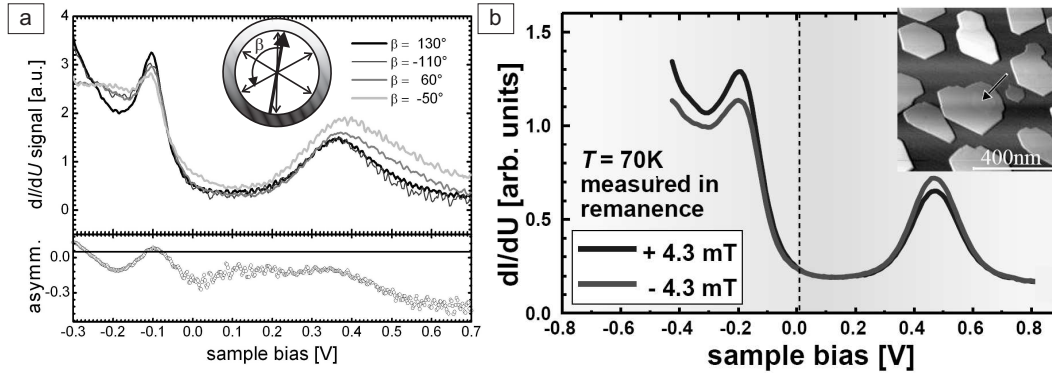 a
dI/dU signal [a.u.]
5
4
3
2
1
0
β
β = 130°
β = -110°
β = 60°
β = -50°
asymm.
0.0
-0.3
-0.3 -0.2 -0.1 0.0 0.1 0.2 0.3 0.4 0.5 0.6 0.7
sample bias [V]
b
dI/dU [arb. units]
1.5
1.0
0.5
0.0
T = 70K
measured in
remanence
+ 4.3 mT
- 4.3 mT
400nm
-0.8 -0.6 -0.4 -0.2 0.0 0.2 0.4 0.6 0.8
sample bias [V]